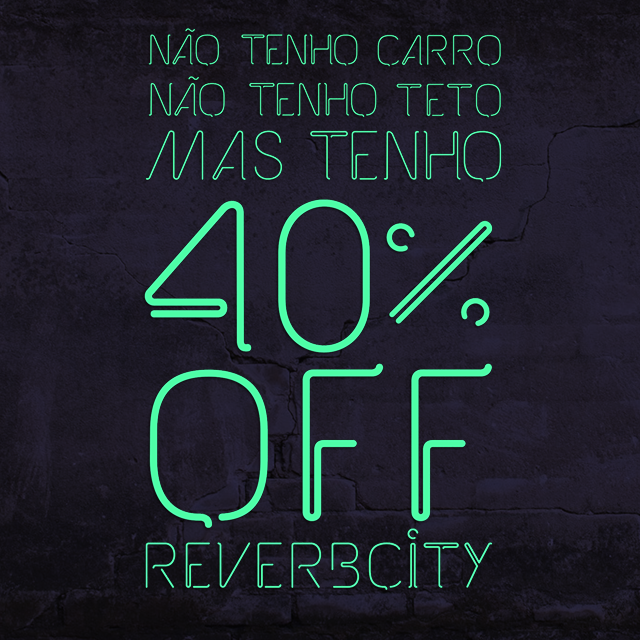 NÃO TENHO CARRO
NÃO TENHO TETO
MAS TENHO
40%
OFF
REVERBCITY